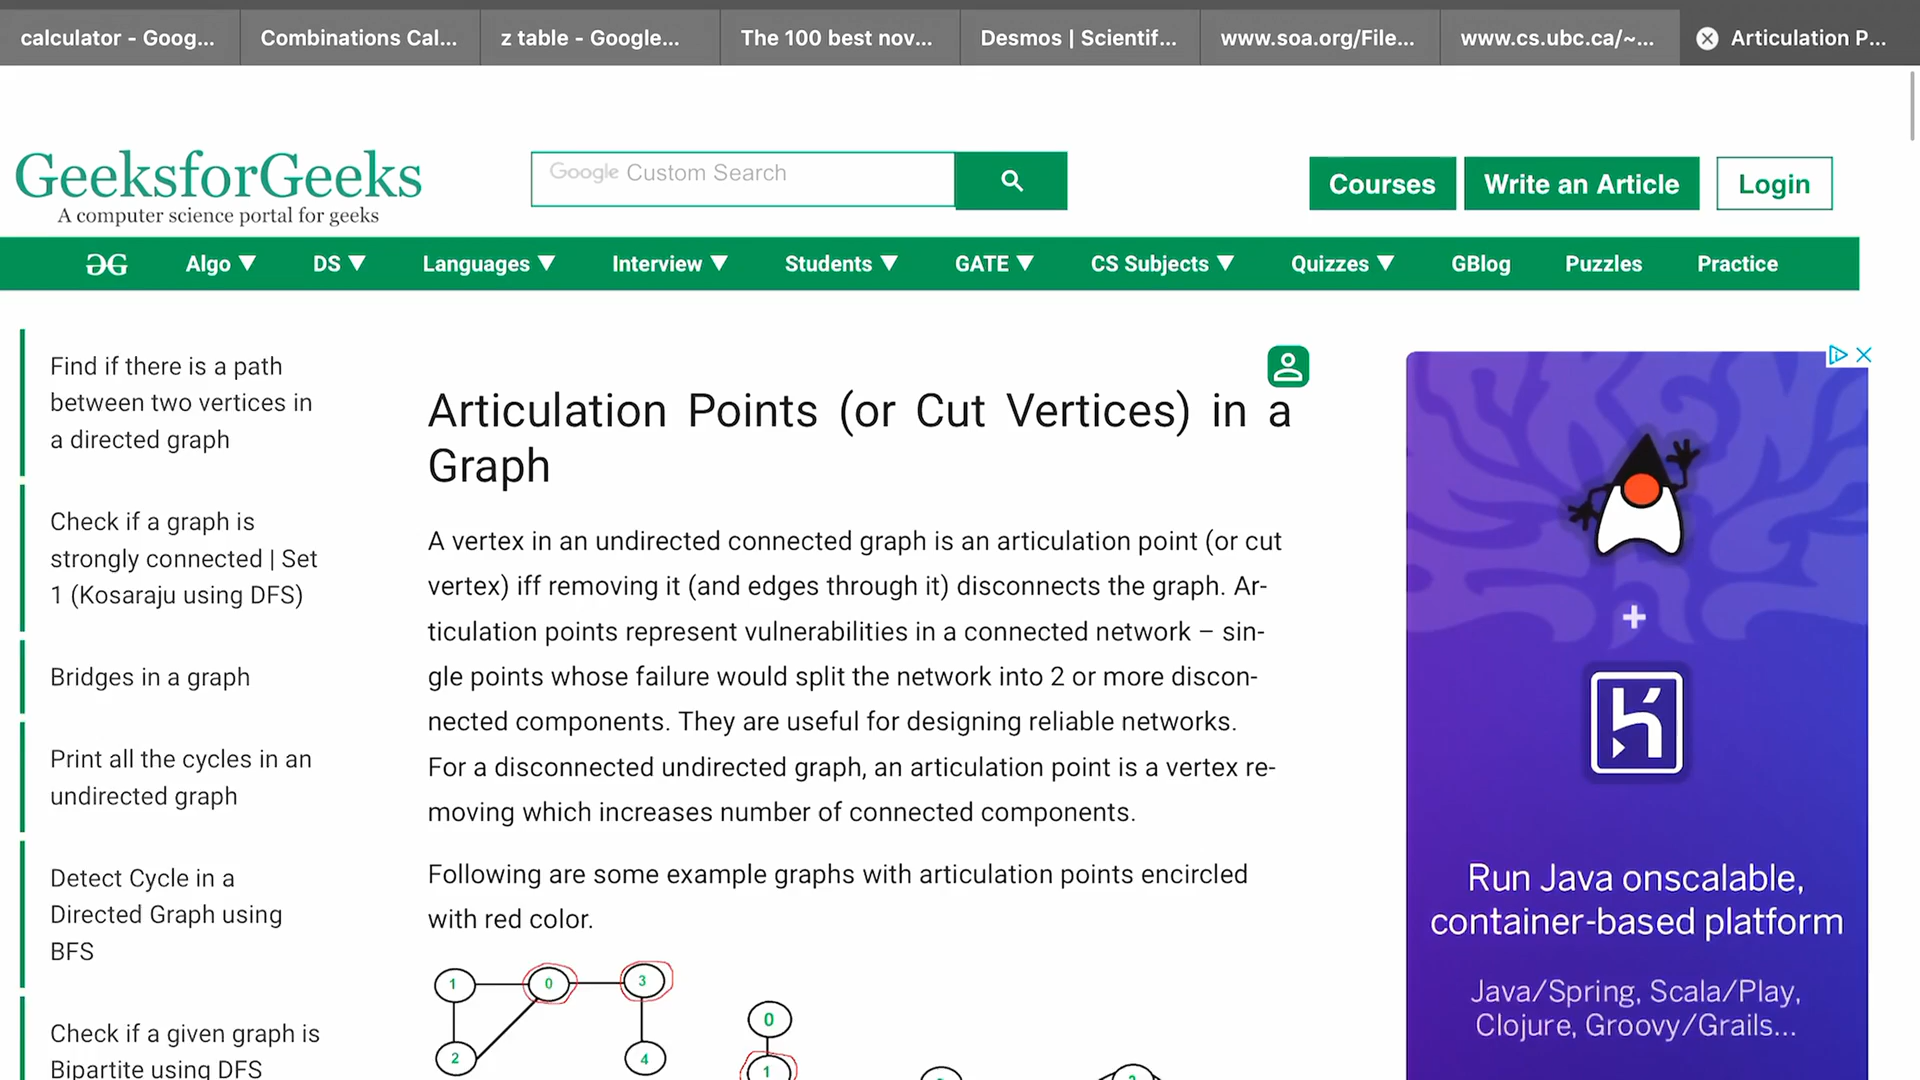 calculator - Goog...
Combinations Cal...
z table - Google...
The 100 best nov...
Desmos | Scientif...
www.soa.org/File...
www.cs.ubc.ca/~...
Articulation P...
GeeksforGeeks
A computer science portal for geeks
Google Custom Search
Courses
Write an Article
Login
Algo ▼
DS ▼
Languages ▼
Interview ▼
Students ▼
GATE ▼
CS Subjects ▼
Quizzes ▼
GBlog
Puzzles
Practice
Find if there is a path
between two vertices in
a directed graph
Check if a graph is
strongly connected | Set
1 (Kosaraju using DFS)
Bridges in a graph
Print all the cycles in an
undirected graph
Detect Cycle in a
Directed Graph using
BFS
Check if a given graph is
Bipartite using DFS
Articulation Points (or Cut Vertices) in a
Graph
A vertex in an undirected connected graph is an articulation point (or cut
vertex) iff removing it (and edges through it) disconnects the graph. Ar-
ticulation points represent vulnerabilities in a connected network – sin-
gle points whose failure would split the network into 2 or more discon-
nected components. They are useful for designing reliable networks.
For a disconnected undirected graph, an articulation point is a vertex re-
moving which increases number of connected components.
Following are some example graphs with articulation points encircled
with red color.
1
0
3
2
4
0
1
+
Run Java onscalable,
container-based platform
Java/Spring, Scala/Play,
Clojure, Groovy/Grails...